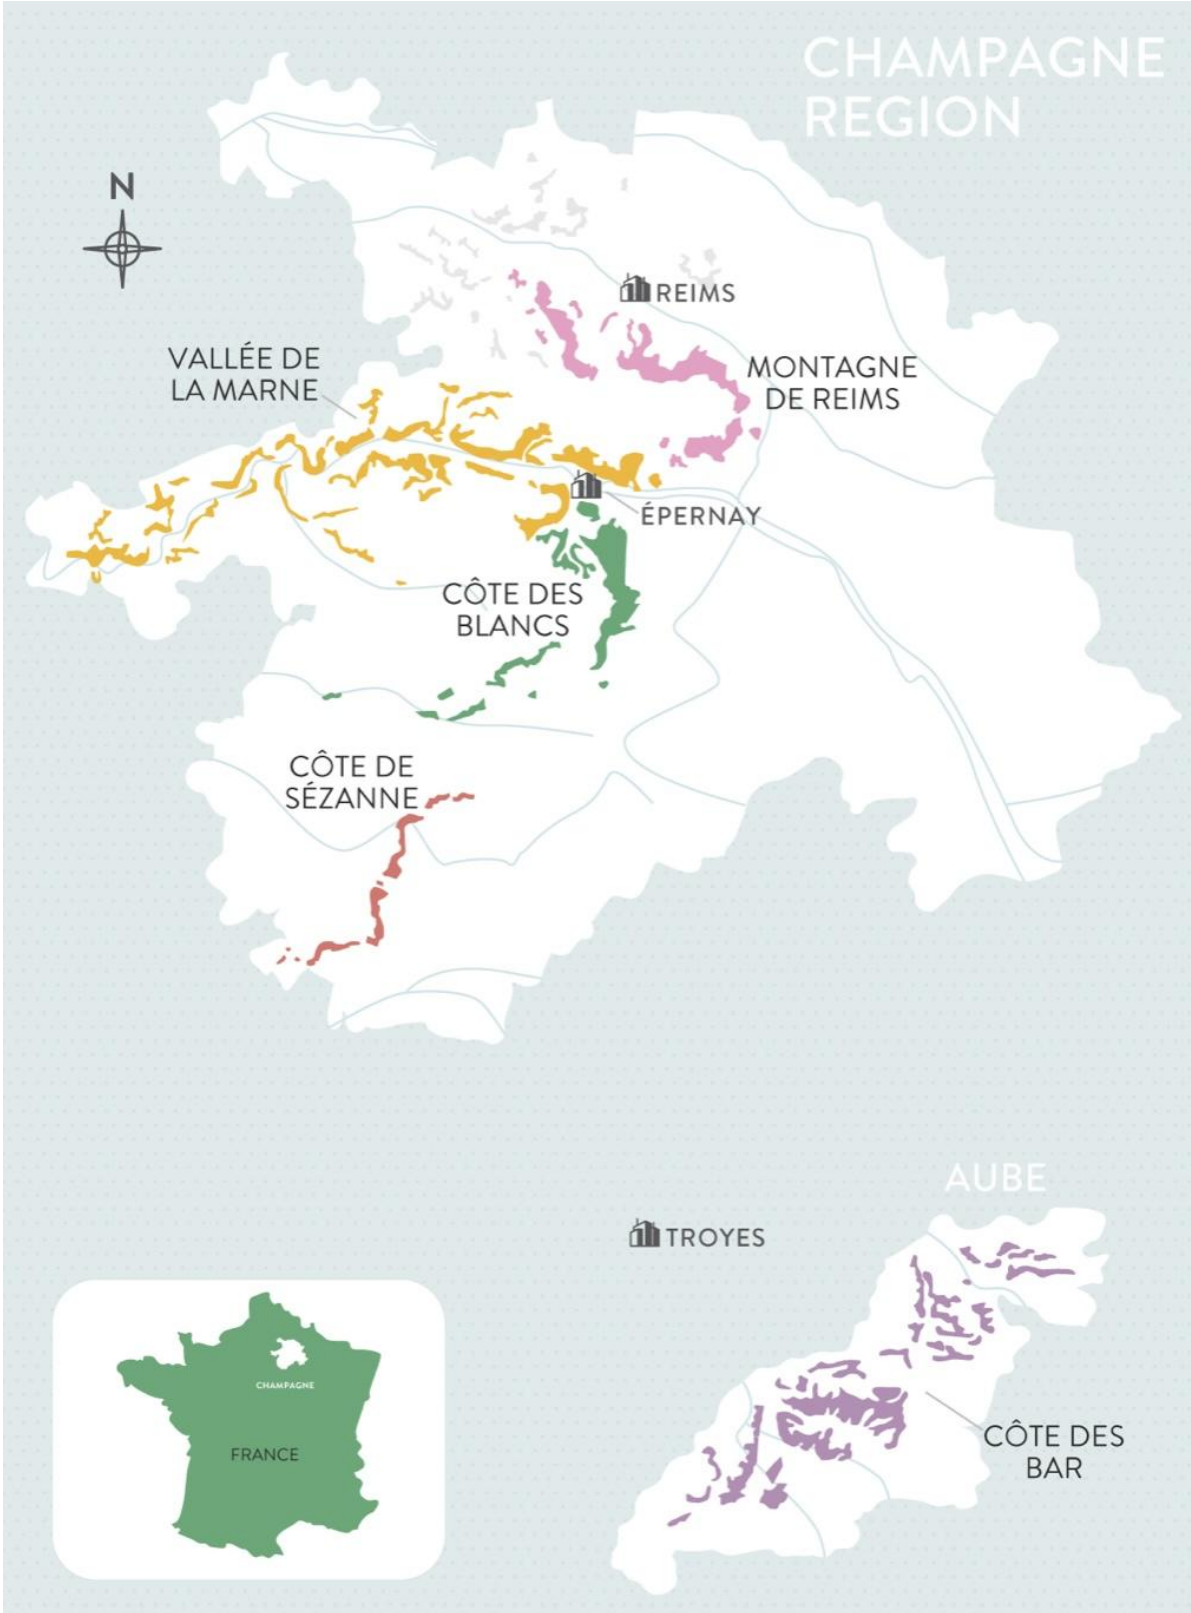 CHAMPAGNE
REGION
N
REIMS
VALLÉE DE
LA MARNE
MONTAGNE
DE REIMS
ÉPERNAY
CÔTE DES
BLANCS
CÔTE DE
SÉZANNE
AUBE
TROYES
CÔTE DES
BAR
CHAMPAGNE
FRANCE